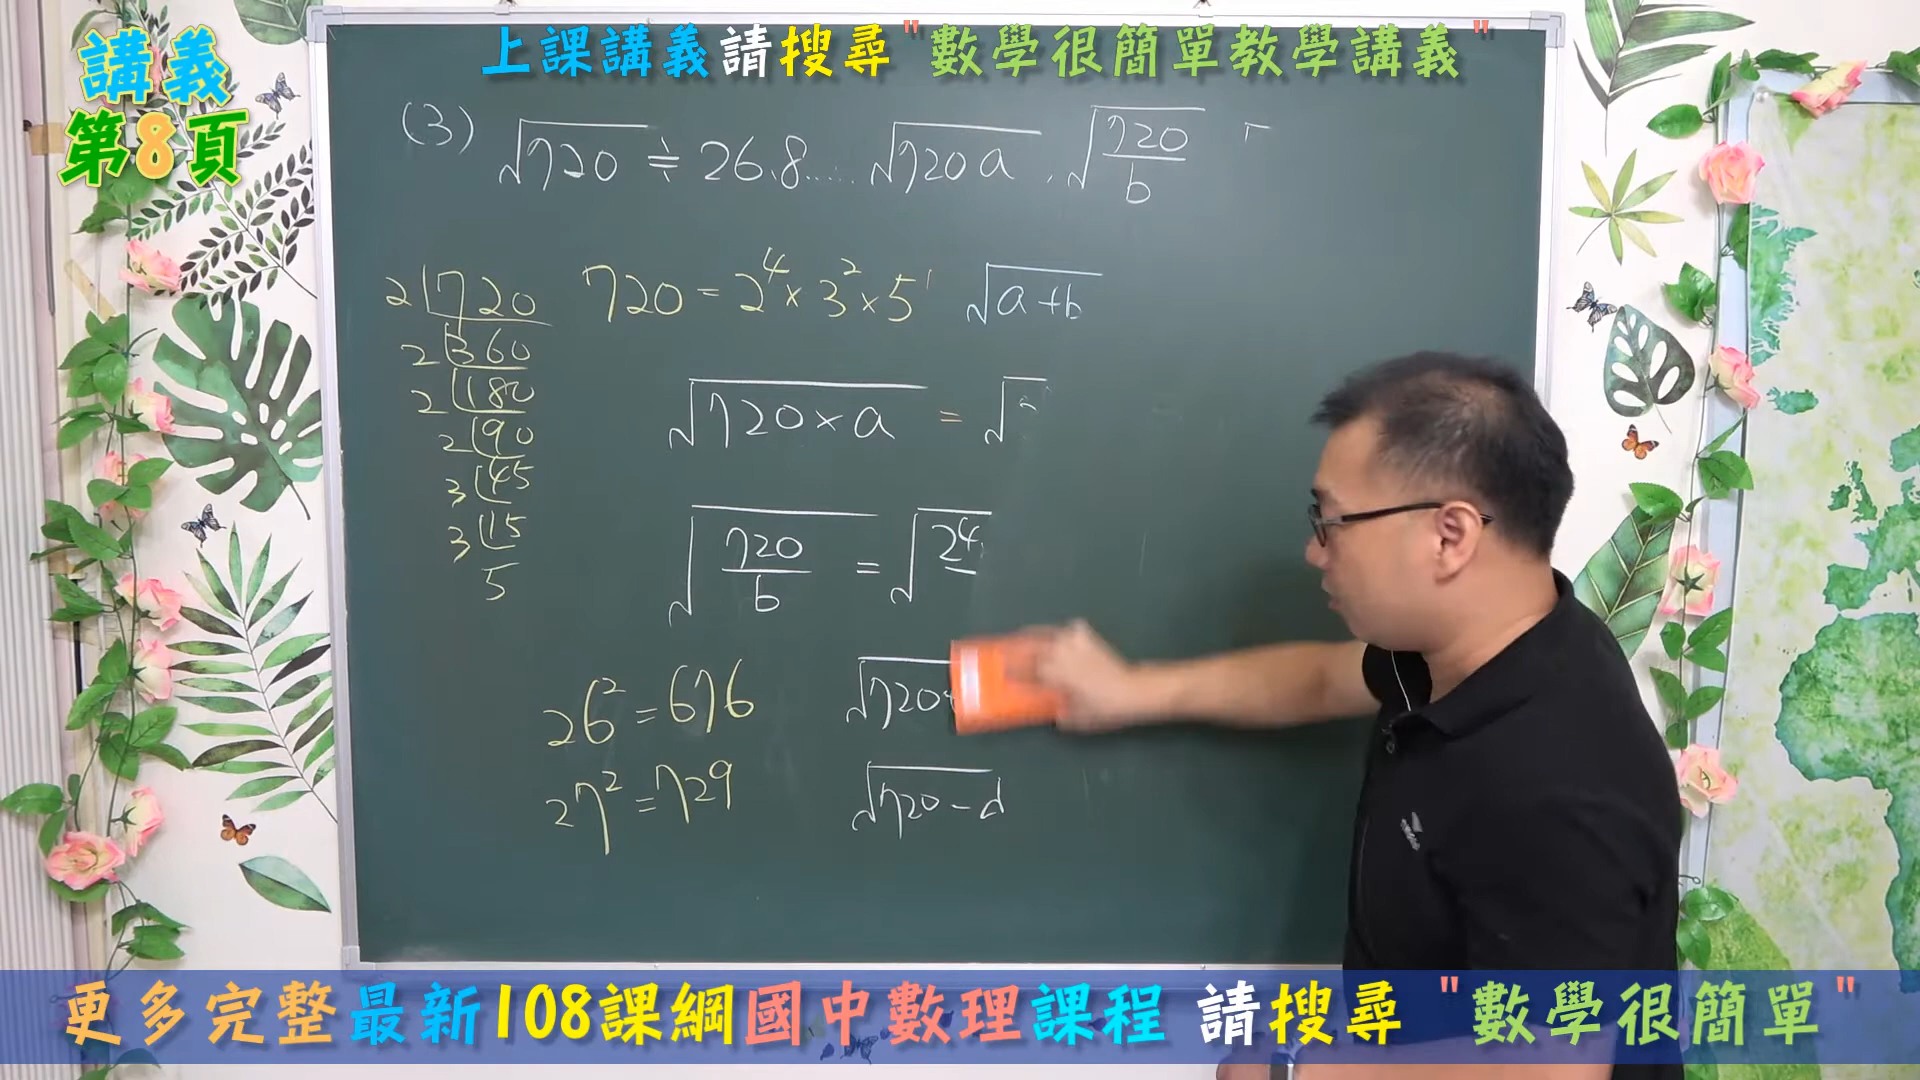 上課講義請搜尋"數學很簡單教學講義"
講義
第8頁
(3) √720 ≒ 26.8..... √720a , √(720/b)
2 720
2 360
2 180
2 90
3 45
3 15
5
720 = 2⁴ × 3² × 5¹ √a+b
√720×a = √
√(720/b) = √2⁴
26² = 676
27² = 729
√720
√720-d
更多完整最新108課綱國中數理課程 請搜尋 "數學很簡單"